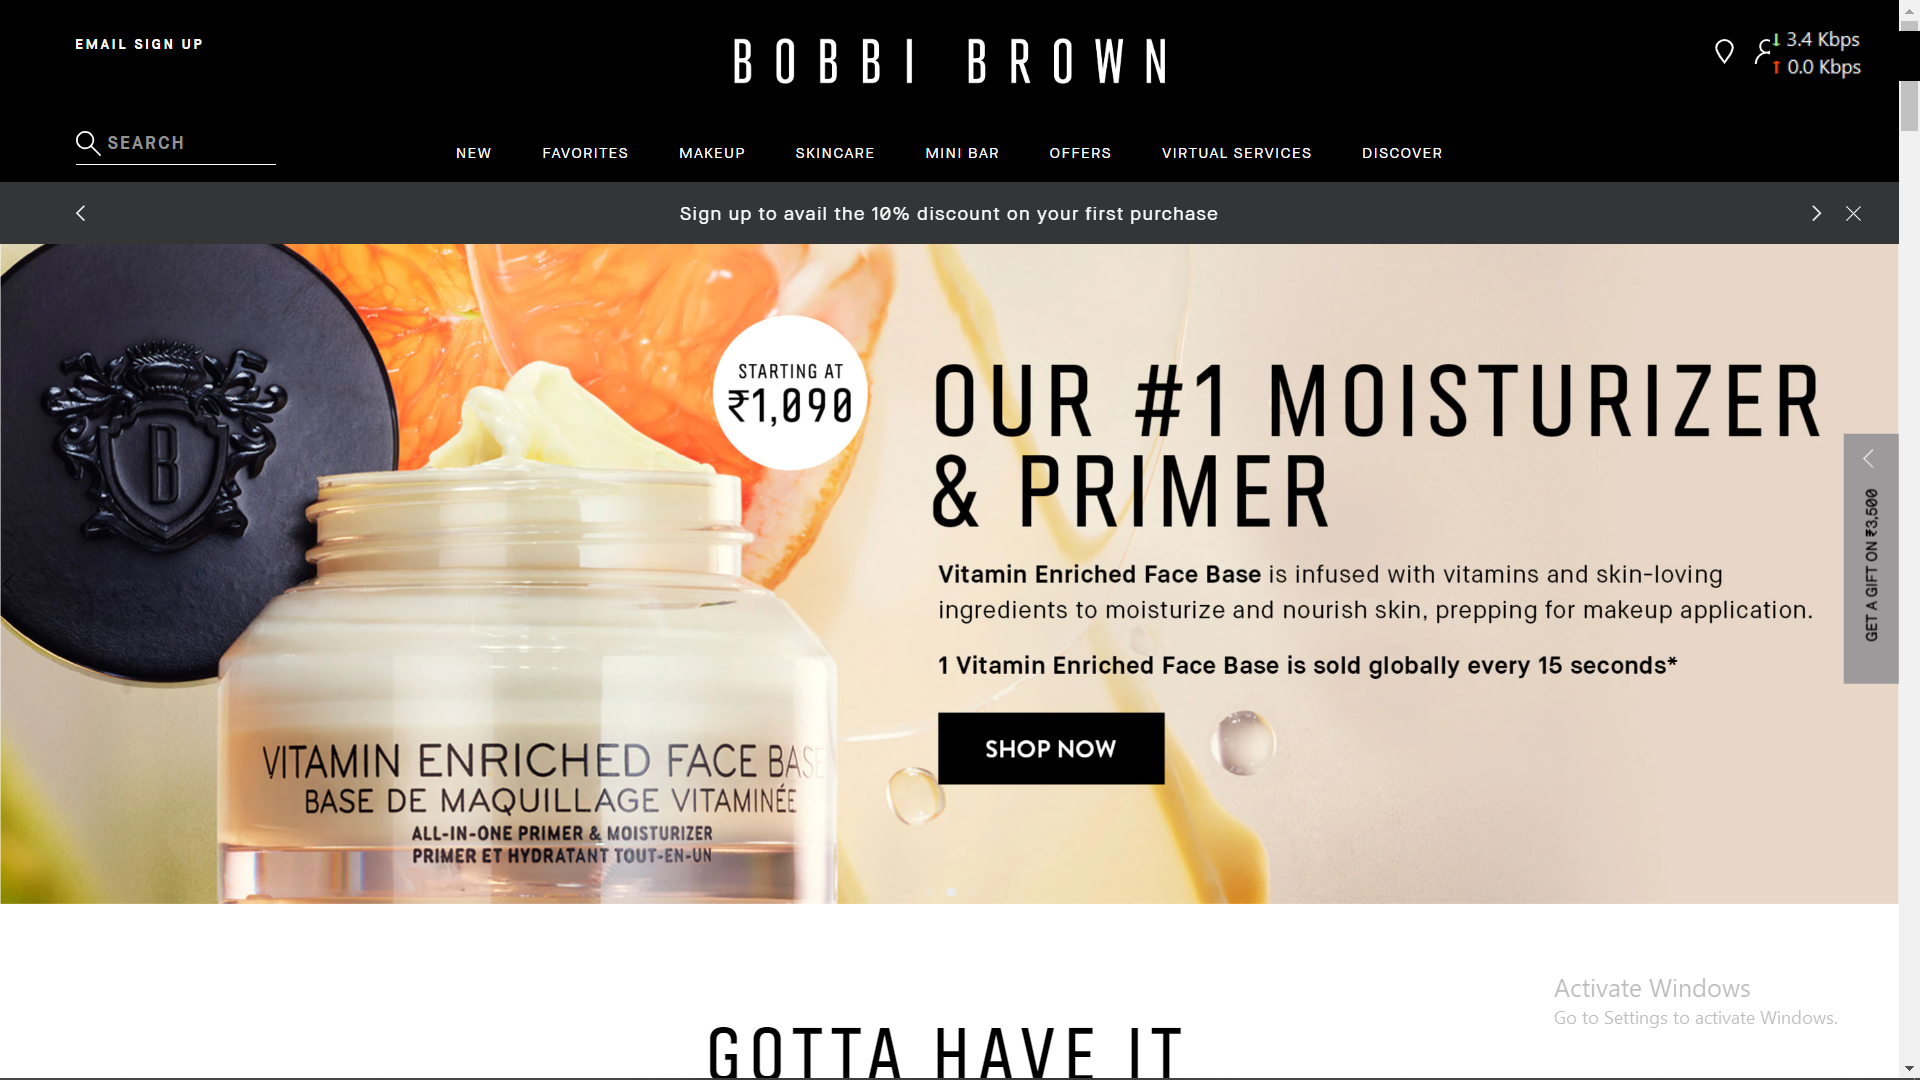 EMAIL SIGN UP
BOBBI BROWN
3.4 Kbps
0.0 Kbps
SEARCH
NEW
FAVORITES
MAKEUP
SKINCARE
MINI BAR
OFFERS
VIRTUAL SERVICES
DISCOVER
Sign up to avail the 10% discount on your first purchase
B
STARTING AT
₹1,090
OUR #1 MOISTURIZER
& PRIMER
Vitamin Enriched Face Base is infused with vitamins and skin-loving
ingredients to moisturize and nourish skin, prepping for makeup application.
1 Vitamin Enriched Face Base is sold globally every 15 seconds*
SHOP NOW
GET A GIFT ON ₹3,500
VITAMIN ENRICHED FACE BASE
BASE DE MAQUILLAGE VITAMINÉE
ALL-IN-ONE PRIMER & MOISTURIZER
PRIMER ET HYDRATANT TOUT-EN-UN
Activate Windows
Go to Settings to activate Windows.
GOTTA HAVE IT